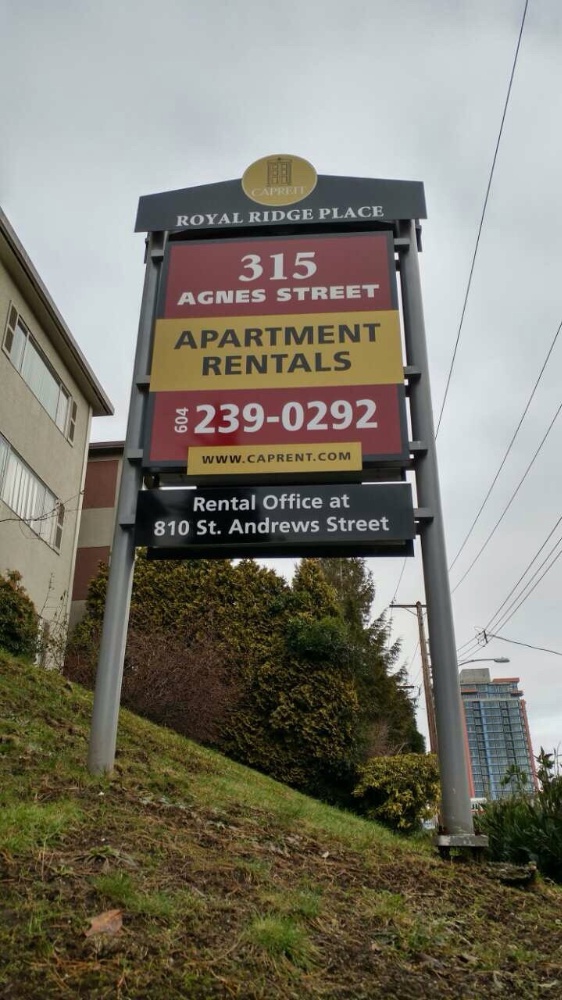 CAPREIT
ROYAL RIDGE PLACE
315
AGNES STREET
APARTMENT
RENTALS
604 239-0292
WWW.CAPRENT.COM
Rental Office at
810 St. Andrews Street